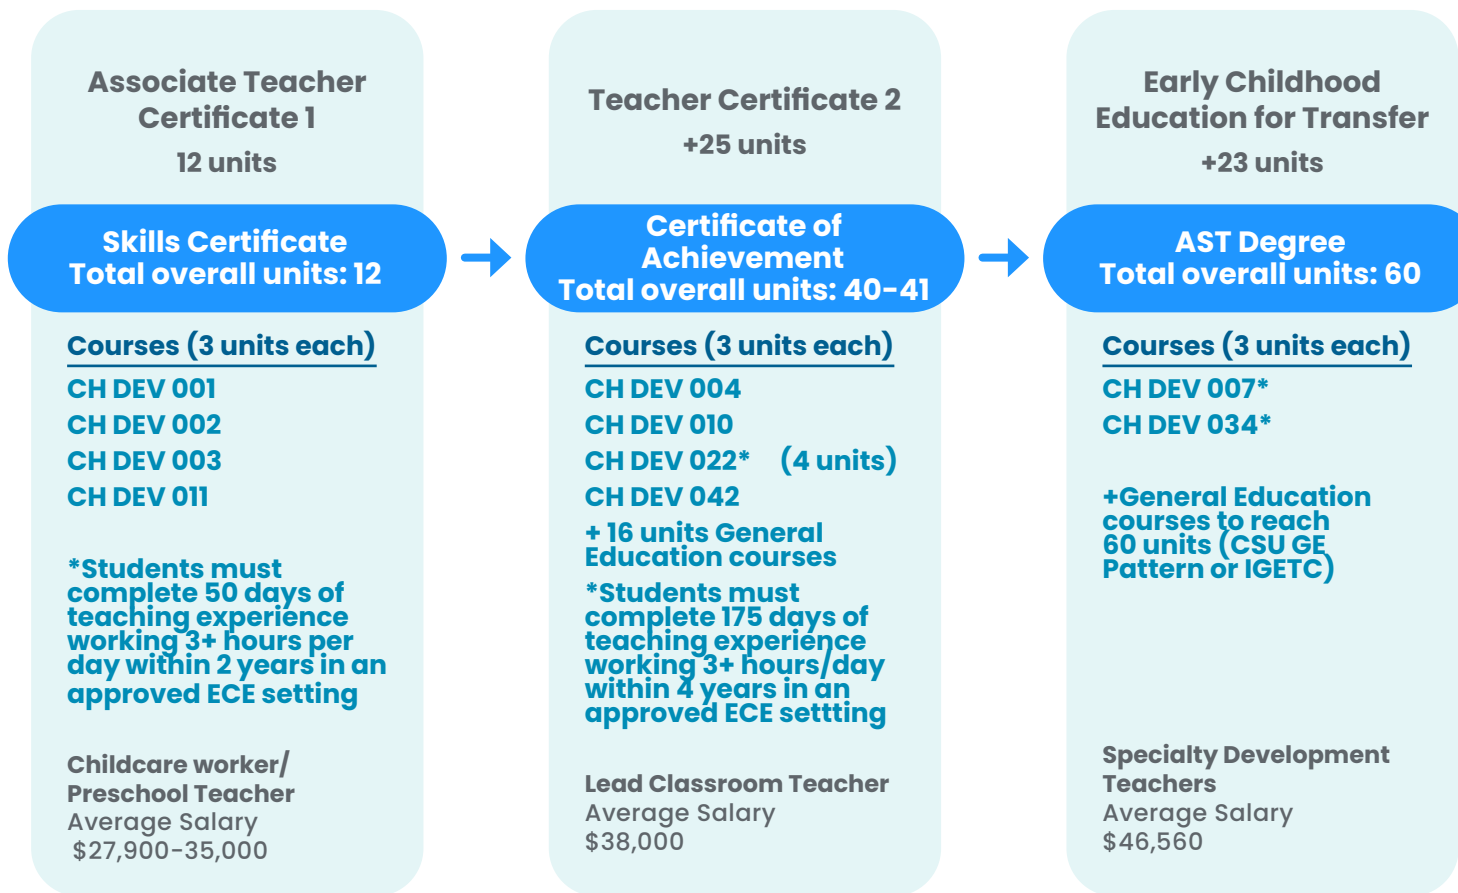 Associate Teacher
Certificate 1
12 units
Skills Certificate
Total overall units: 12
Courses (3 units each)
CH DEV 001
CH DEV 002
CH DEV 003
CH DEV 011
*Students must
complete 50 days of
teaching experience
working 3+ hours per
day within 2 years in an
approved ECE setting
Childcare worker/
Preschool Teacher
Average Salary
$27,900-35,000
Teacher Certificate 2
+25 units
Certificate of
Achievement
Total overall units: 40-41
Courses (3 units each)
CH DEV 004
CH DEV 010
CH DEV 022* (4 units)
CH DEV 042
+ 16 units General
Education courses
*Students must
complete 175 days of
teaching experience
working 3+ hours/day
within 4 years in an
approved ECE settting
Lead Classroom Teacher
Average Salary
$38,000
Early Childhood
Education for Transfer
+23 units
AST Degree
Total overall units: 60
Courses (3 units each)
CH DEV 007*
CH DEV 034*
+General Education
courses to reach
60 units (CSU GE
Pattern or IGETC)
Specialty Development
Teachers
Average Salary
$46,560